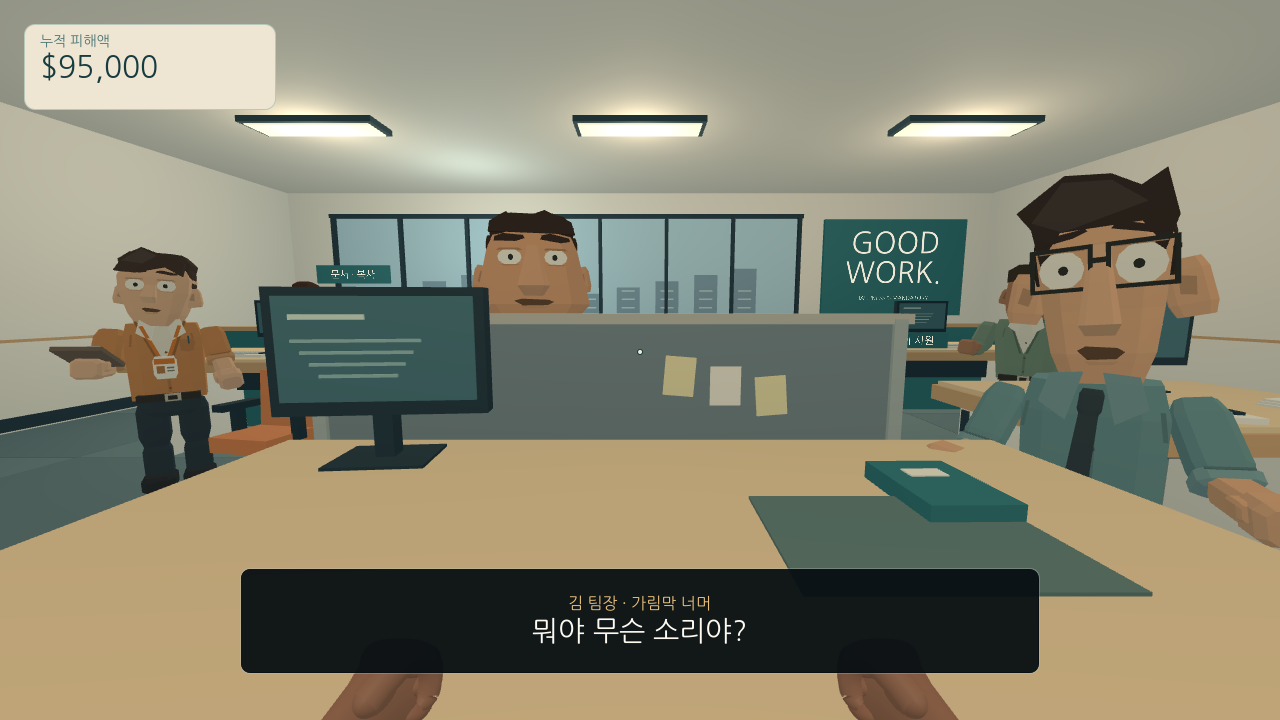 누적 피해액
$95,000
GOOD
WORK.
김 팀장 · 가림막 너머
뭐야 무슨 소리야?